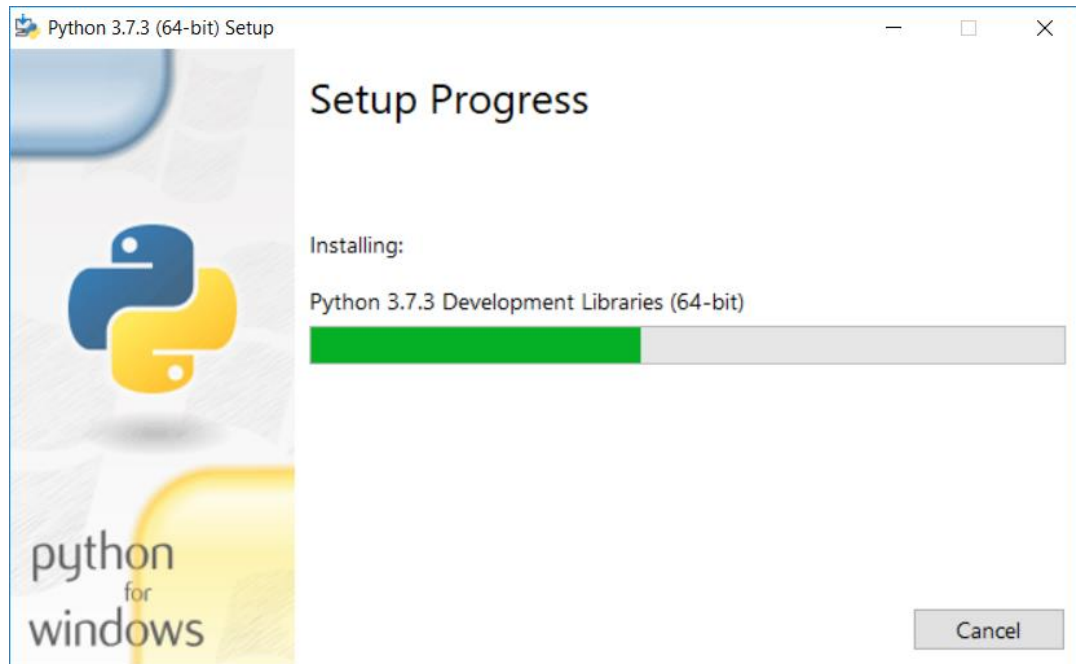 Python 3.7.3 (64-bit) Setup
Setup Progress
Installing:
Python 3.7.3 Development Libraries (64-bit)
python
for
windows
Cancel